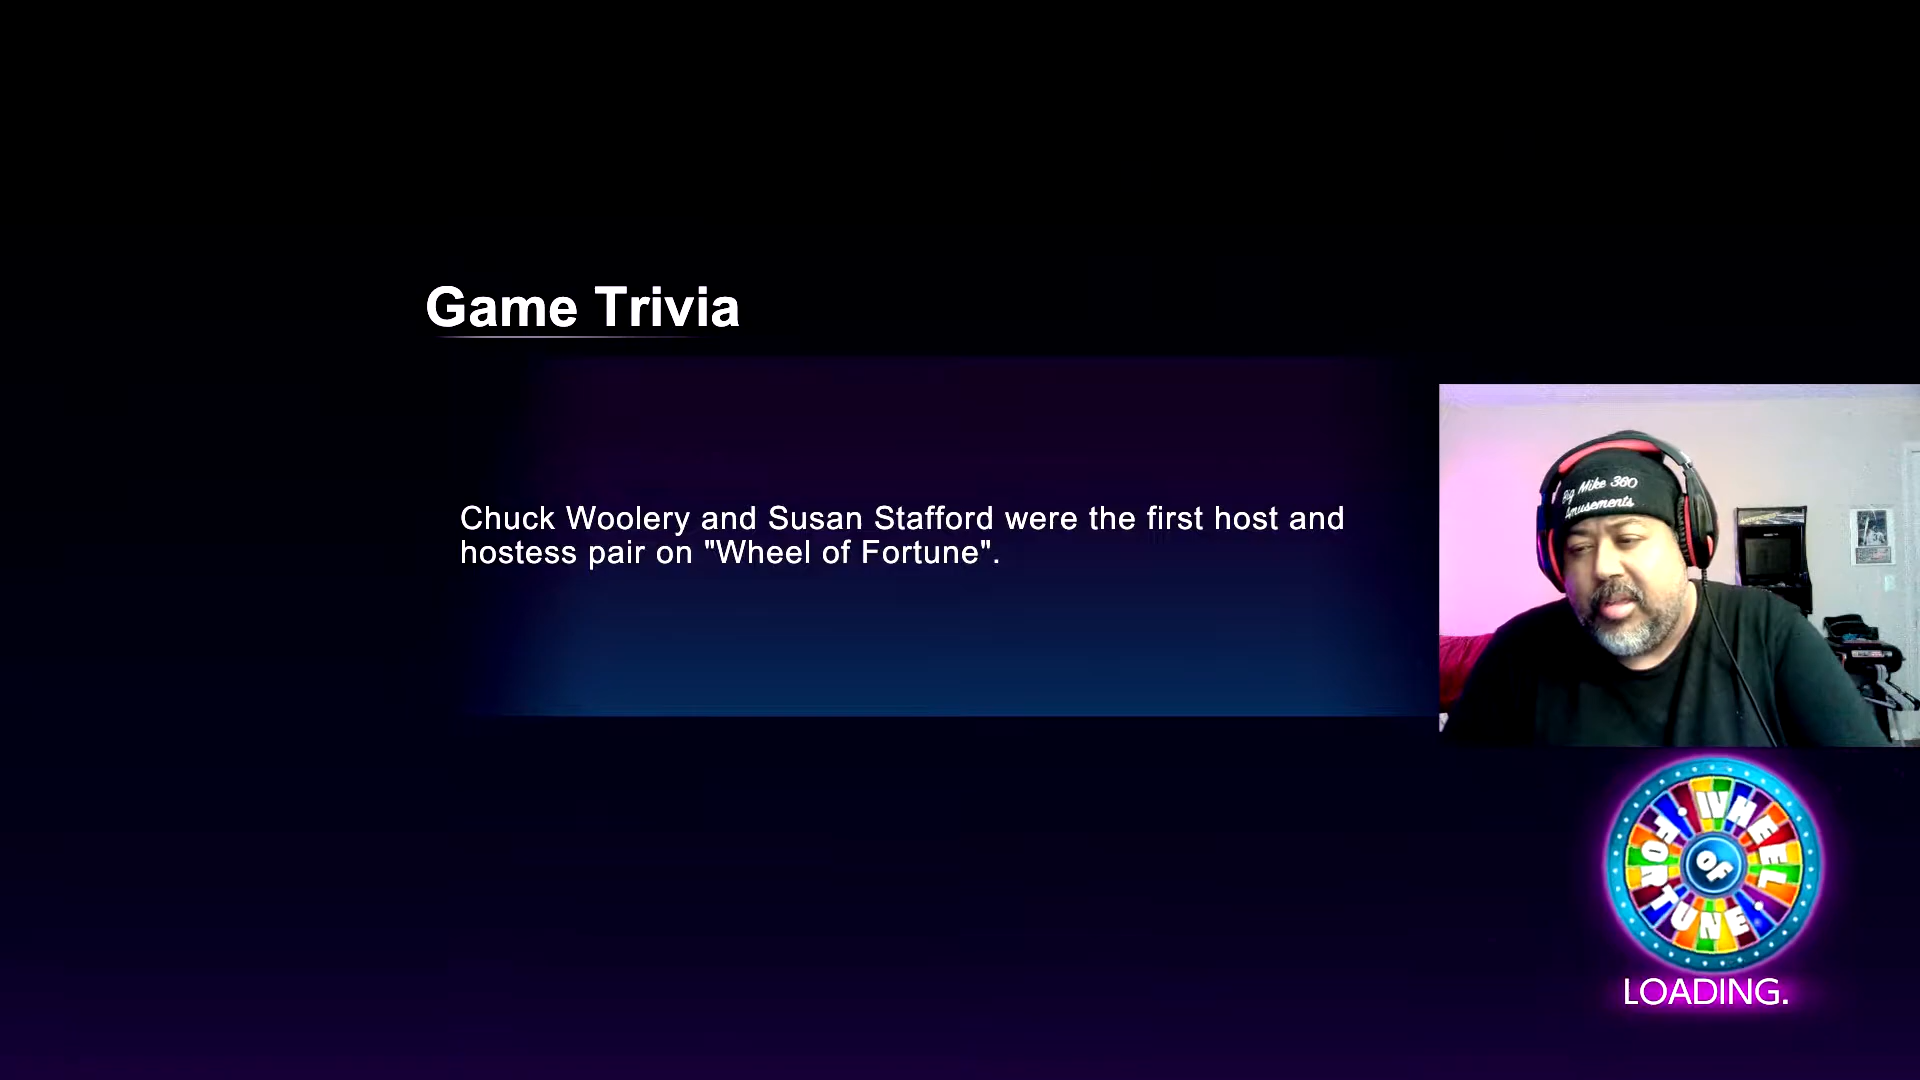 Game Trivia
Chuck Woolery and Susan Stafford were the first host and
hostess pair on "Wheel of Fortune".
Big Mike 360
Amusements
WHEEL
OF
FORTUNE
LOADING.